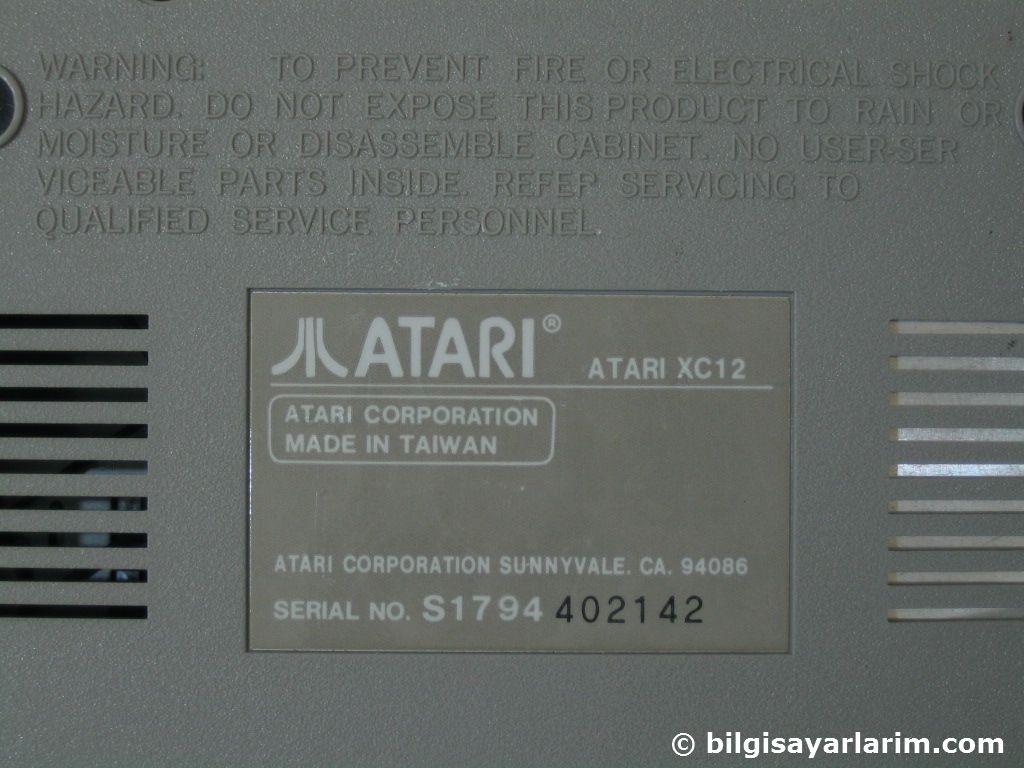 WARNING: TO PREVENT FIRE OR ELECTRICAL SHOCK
HAZARD. DO NOT EXPOSE THIS PRODUCT TO RAIN OR
MOISTURE OR DISASSEMBLE CABINET. NO USER-SER
VICEABLE PARTS INSIDE. REFER SERVICING TO
QUALIFIED SERVICE PERSONNEL.
ATARI® ATARI XC12
ATARI CORPORATION
MADE IN TAIWAN
ATARI CORPORATION SUNNYVALE. CA. 94086
SERIAL NO. S1794 402142
© bilgisayarlarim.com